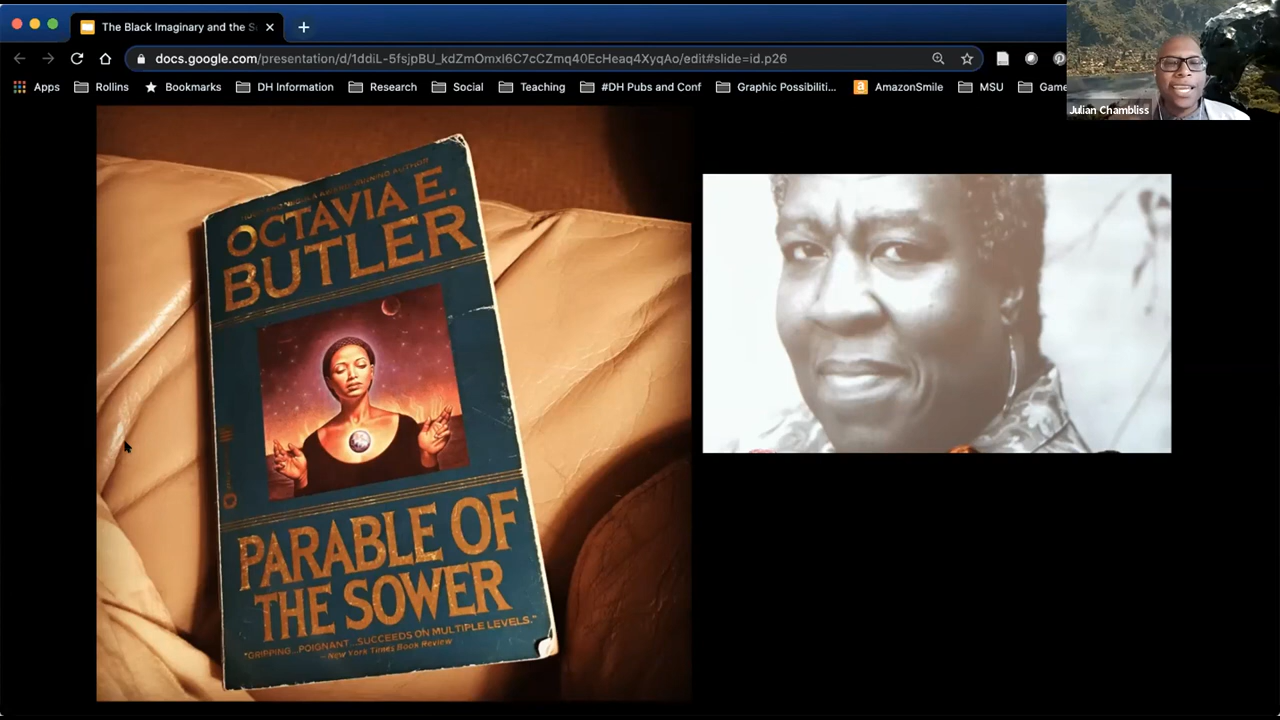 The Black Imaginary and the S
docs.google.com/presentation/d/1ddiL-5fsjpBU_kdZmOmxI6C7cCZmq40EcHeaq4XyqAo/edit#slide=id.p26
Apps Rollins Bookmarks DH Information Research Social Teaching #DH Pubs and Conf Graphic Possibiliti... AmazonSmile MSU Game
Julian Chambliss
AUTHOR
OCTAVIA E.
BUTLER
PARABLE OF
THE SOWER
"GRIPPING...POIGNANT...SUCCEEDS ON MULTIPLE LEVELS."
—New York Times Book Review